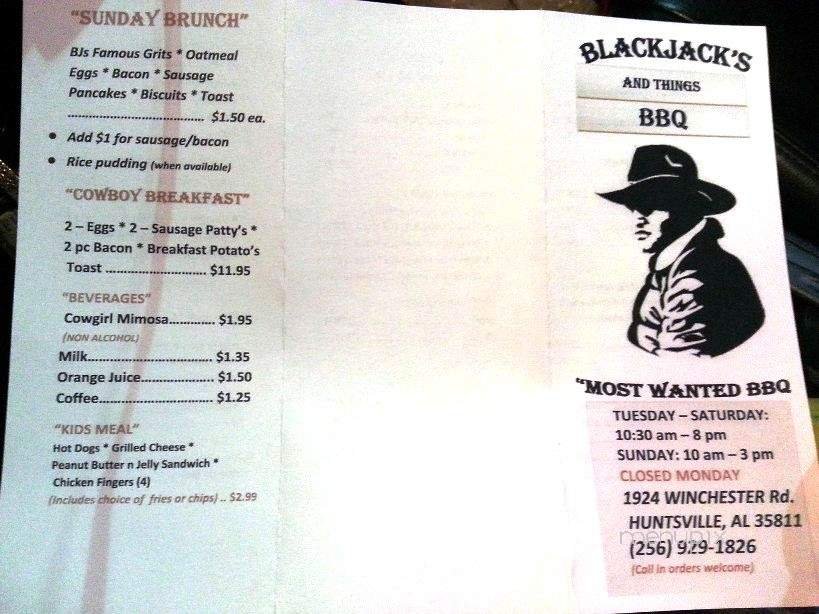 "SUNDAY BRUNCH"
BJs Famous Grits * Oatmeal
Eggs * Bacon * Sausage
Pancakes * Biscuits * Toast
........................................ $1.50 ea.
• Add $1 for sausage/bacon
• Rice pudding (when available)
"COWBOY BREAKFAST"
2 – Eggs * 2 – Sausage Patty's *
2 pc Bacon * Breakfast Potato's
Toast ............................ $11.95
"BEVERAGES"
Cowgirl Mimosa............. $1.95
(NON ALCOHOL)
Milk.................................. $1.35
Orange Juice.................... $1.50
Coffee............................... $1.25
"KIDS MEAL"
Hot Dogs * Grilled Cheese *
Peanut Butter n Jelly Sandwich *
Chicken Fingers (4)
(Includes choice of fries or chips) .. $2.99
BLACKJACK'S
AND THINGS
BBQ
"MOST WANTED BBQ
TUESDAY – SATURDAY:
10:30 am – 8 pm
SUNDAY: 10 am – 3 pm
CLOSED MONDAY
1924 WINCHESTER Rd.
HUNTSVILLE, AL 35811
menupix
(256) 929-1826
(Call in orders welcome)